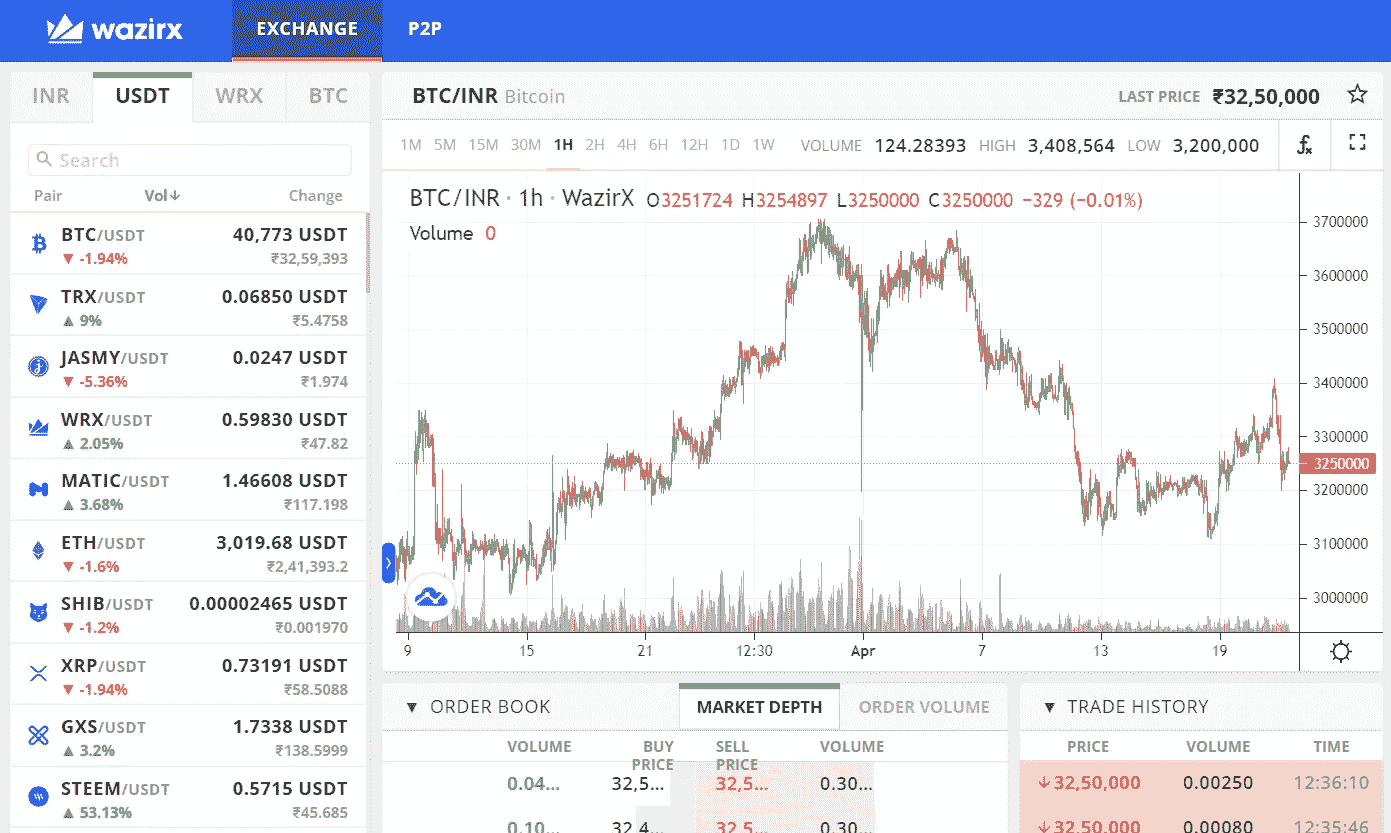 wazirx EXCHANGE P2P
INR USDT WRX BTC
Search
Pair Vol↓ Change
BTC/USDT 40,773 USDT
▼ -1.94% ₹32,59,393
TRX/USDT 0.06850 USDT
▲ 9% ₹5.4758
JASMY/USDT 0.0247 USDT
▼ -5.36% ₹1.974
WRX/USDT 0.59830 USDT
▲ 2.05% ₹47.82
MATIC/USDT 1.46608 USDT
▲ 3.68% ₹117.198
ETH/USDT 3,019.68 USDT
▼ -1.6% ₹2,41,393.2
SHIB/USDT 0.00002465 USDT
▼ -1.2% ₹0.001970
XRP/USDT 0.73191 USDT
▼ -1.94% ₹58.5088
GXS/USDT 1.7338 USDT
▲ 3.2% ₹138.5999
STEEM/USDT 0.5715 USDT
▲ 53.13% ₹45.685
BTC/INR Bitcoin LAST PRICE ₹32,50,000
1M 5M 15M 30M 1H 2H 4H 6H 12H 1D 1W VOLUME 124.28393 HIGH 3,408,564 LOW 3,200,000 fx
BTC/INR · 1h · WazirX O3251724 H3254897 L3250000 C3250000 −329 (−0.01%)
Volume 0
3700000
3600000
3500000
3400000
3300000
3250000
3200000
3100000
3000000
9 15 21 12:30 Apr 7 13 19
▼ ORDER BOOK MARKET DEPTH ORDER VOLUME
VOLUME BUY PRICE SELL PRICE VOLUME
0.04... 32,5... 32,5... 0.30...
0.10... 32,4... 32,5... 0.30...
▼ TRADE HISTORY
PRICE VOLUME TIME
↓32,50,000 0.00250 12:36:10
↓32,50,000 0.00080 12:35:46